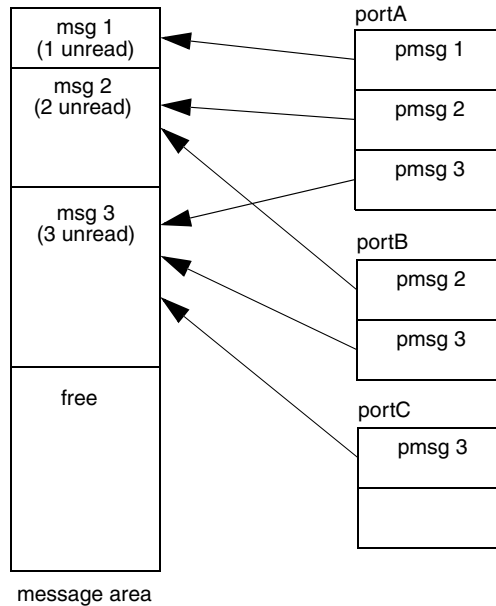 msg 1
(1 unread)
msg 2
(2 unread)
msg 3
(3 unread)
free
message area
portA
pmsg 1
pmsg 2
pmsg 3
portB
pmsg 2
pmsg 3
portC
pmsg 3